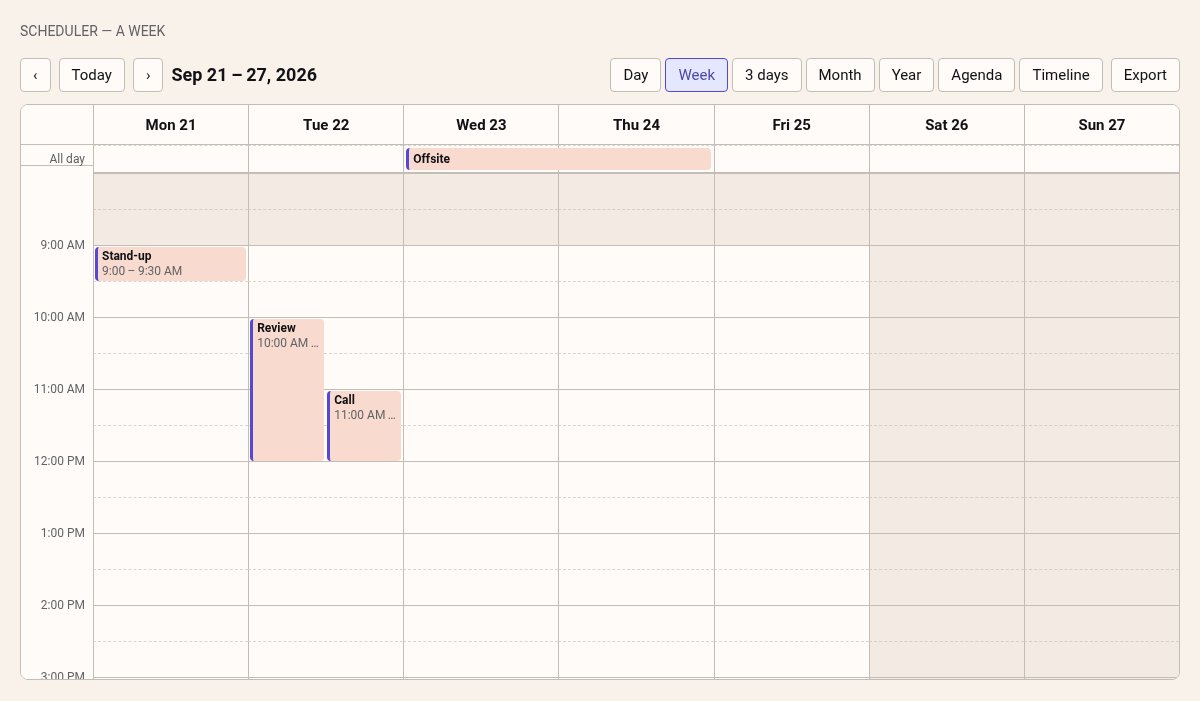 SCHEDULER — A WEEK
‹ Today › Sep 21 – 27, 2026 Day Week 3 days Month Year Agenda Timeline Export
Mon 21 Tue 22 Wed 23 Thu 24 Fri 25 Sat 26 Sun 27
All day Offsite
9:00 AM
Stand-up
9:00 – 9:30 AM
10:00 AM
Review
10:00 AM …
11:00 AM
Call
11:00 AM …
12:00 PM
1:00 PM
2:00 PM
3:00 PM